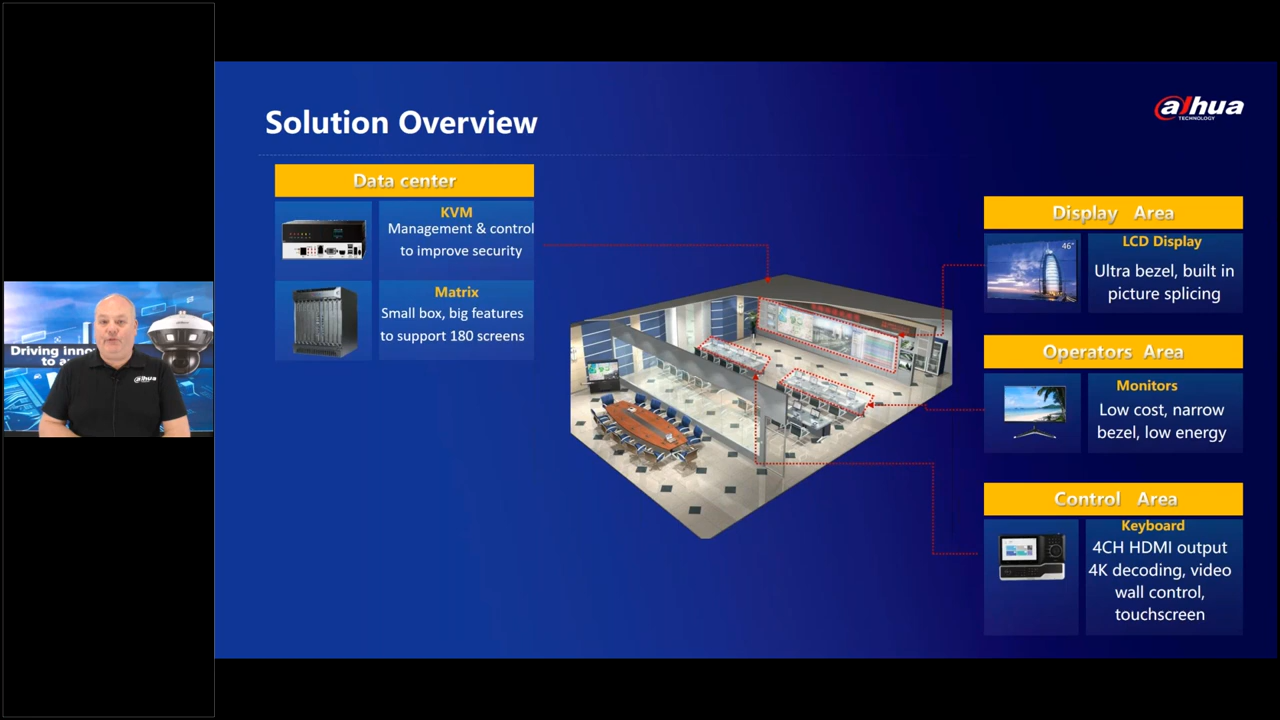 Solution Overview
alhua
TECHNOLOGY
Data center
KVM
Management & control
to improve security
Matrix
Small box, big features
to support 180 screens
Display Area
46"
LCD Display
Ultra bezel, built in
picture splicing
Operators Area
Monitors
Low cost, narrow
bezel, low energy
Control Area
Keyboard
4CH HDMI output
4K decoding, video
wall control,
touchscreen
Driving inno
to a
alhua